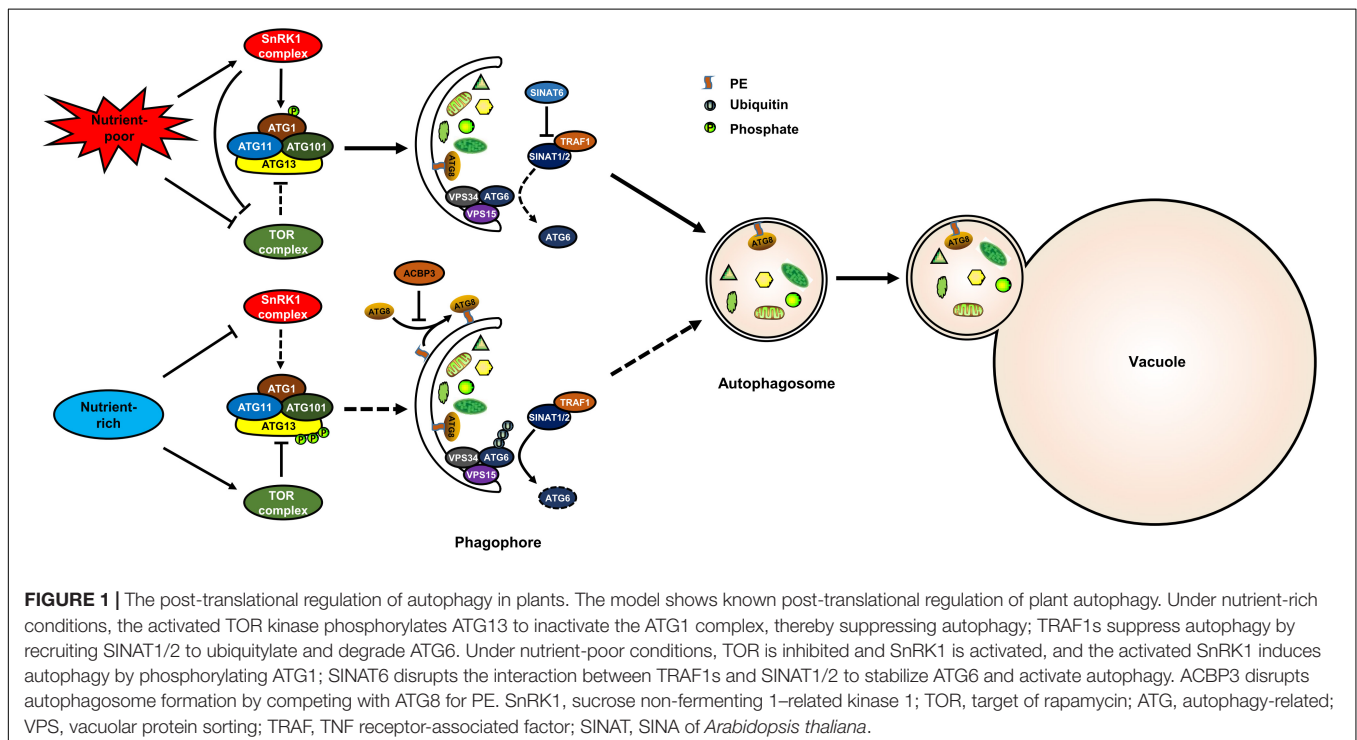 SnRK1
complex
Nutrient-
poor
P
ATG1
ATG11
ATG101
ATG13
TOR
complex
ATG8
VPS34
ATG6
VPS15
SINAT6
TRAF1
SINAT1/2
ATG6
PE
Ubiquitin
P
Phosphate
SnRK1
complex
Nutrient-
rich
ATG1
ATG11
ATG101
ATG13
P P P
TOR
complex
ACBP3
ATG8
ATG8
ATG8
VPS34
ATG6
VPS15
TRAF1
SINAT1/2
ATG6
Phagophore
ATG8
Autophagosome
ATG8
Vacuole
FIGURE 1 | The post-translational regulation of autophagy in plants. The model shows known post-translational regulation of plant autophagy. Under nutrient-rich
conditions, the activated TOR kinase phosphorylates ATG13 to inactivate the ATG1 complex, thereby suppressing autophagy; TRAF1s suppress autophagy by
recruiting SINAT1/2 to ubiquitylate and degrade ATG6. Under nutrient-poor conditions, TOR is inhibited and SnRK1 is activated, and the activated SnRK1 induces
autophagy by phosphorylating ATG1; SINAT6 disrupts the interaction between TRAF1s and SINAT1/2 to stabilize ATG6 and activate autophagy. ACBP3 disrupts
autophagosome formation by competing with ATG8 for PE. SnRK1, sucrose non-fermenting 1–related kinase 1; TOR, target of rapamycin; ATG, autophagy-related;
VPS, vacuolar protein sorting; TRAF, TNF receptor-associated factor; SINAT, SINA of Arabidopsis thaliana.